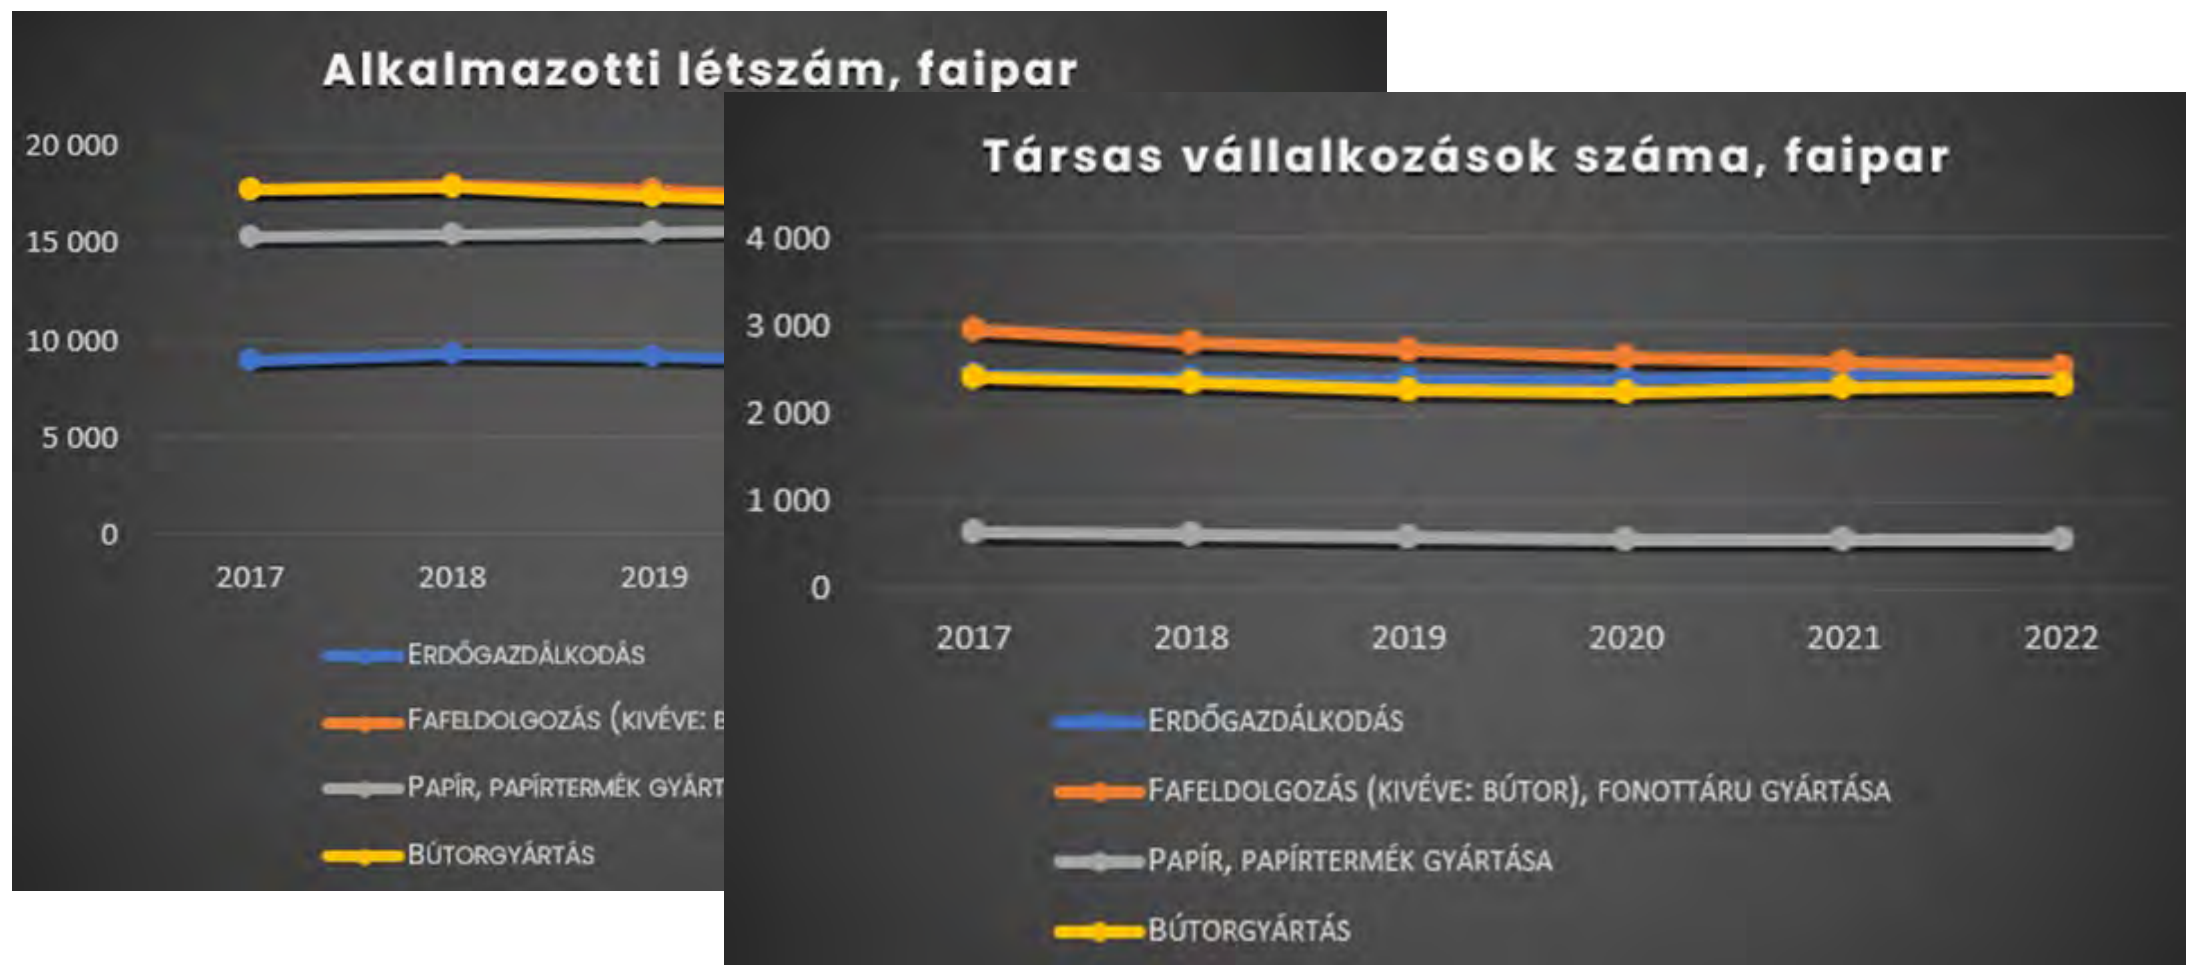 Alkalmazotti létszám, faipar
20 000
15 000
10 000
5 000
0
2017 2018 2019
ERDŐGAZDÁLKODÁS
FAFELDOLGOZÁS (KIVÉVE: B
PAPÍR, PAPÍRTERMÉK GYÁRT
BÚTORGYÁRTÁS
Társas vállalkozások száma, faipar
4 000
3 000
2 000
1 000
0
2017 2018 2019 2020 2021 2022
ERDŐGAZDÁLKODÁS
FAFELDOLGOZÁS (KIVÉVE: BÚTOR), FONOTTÁRU GYÁRTÁSA
PAPÍR, PAPÍRTERMÉK GYÁRTÁSA
BÚTORGYÁRTÁS